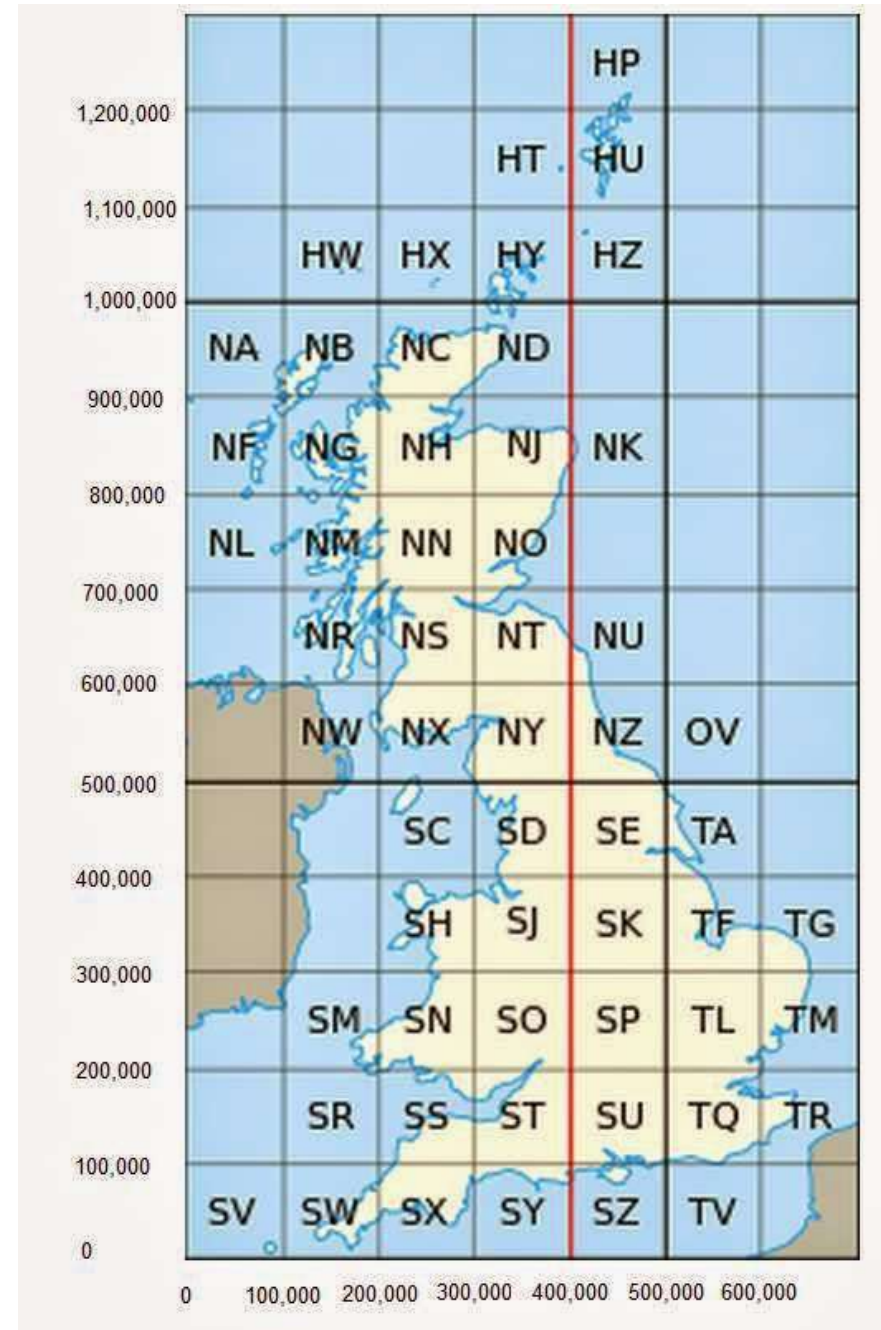 HP
1,200,000
HT HU
1,100,000
HW HX HY HZ
1,000,000
NA NB NC ND
900,000
NF NG NH NJ NK
800,000
NL NM NN NO
700,000
NR NS NT NU
600,000
NW NX NY NZ OV
500,000
SC SD SE TA
400,000
SH SJ SK TF TG
300,000
SM SN SO SP TL TM
200,000
SR SS ST SU TQ TR
100,000
SV SW SX SY SZ TV
0
0 100,000 200,000 300,000 400,000 500,000 600,000